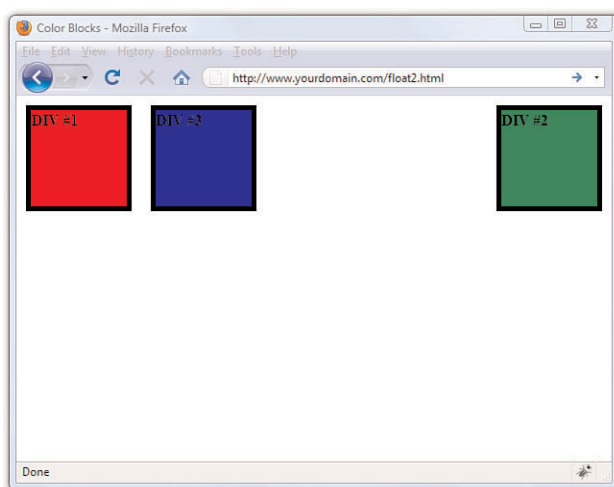 Color Blocks - Mozilla Firefox
File Edit View History Bookmarks Tools Help
http://www.yourdomain.com/float2.html
DIV #1 DIV #3 DIV #2
Done